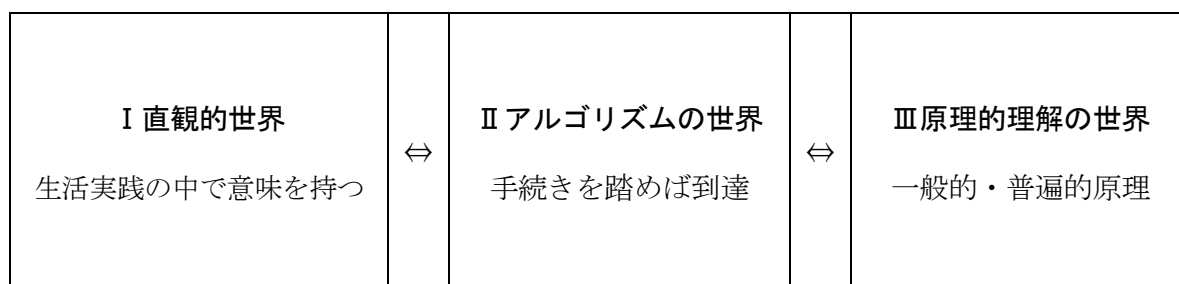 Ⅰ直観的世界
生活実践の中で意味を持つ
⇔
Ⅱアルゴリズムの世界
手続きを踏めば到達
⇔
Ⅲ原理的理解の世界
一般的・普遍的原理